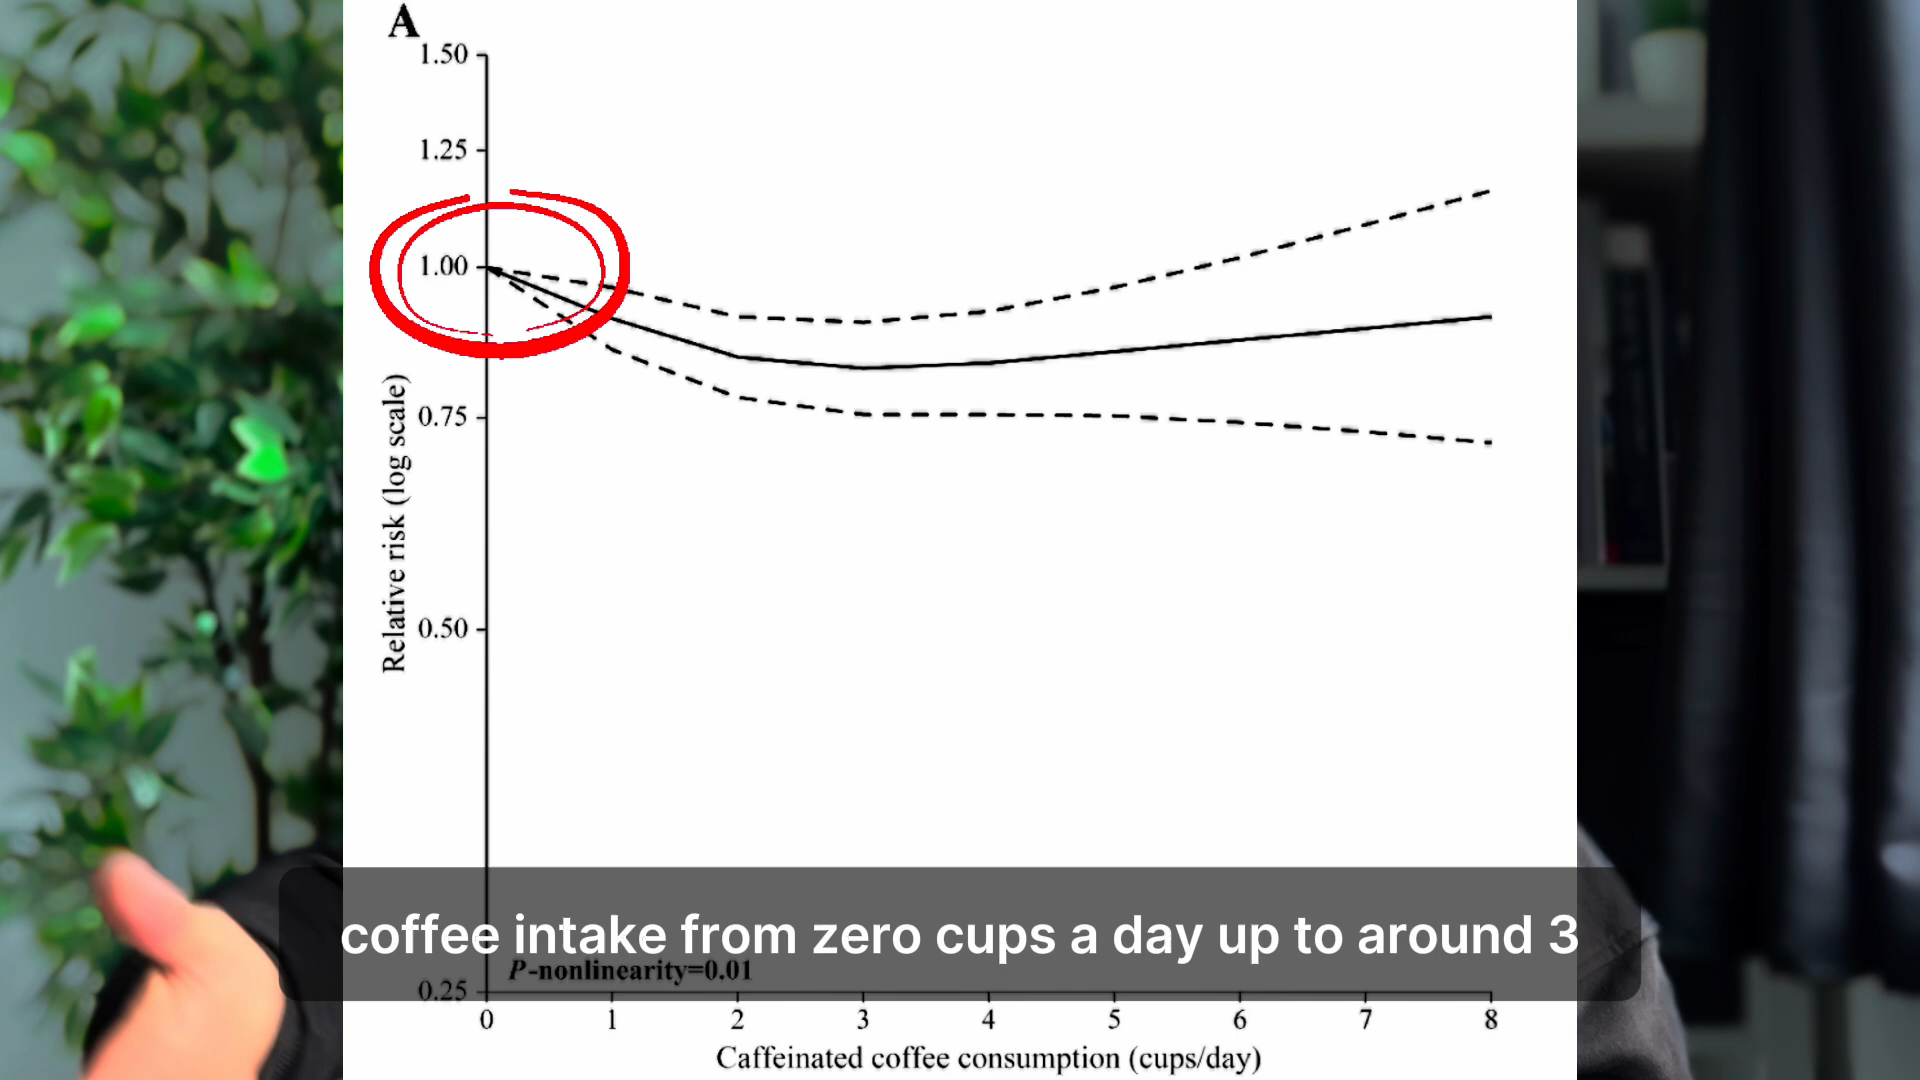 A
1.50
1.25
1.00
0.75
0.50
0.25
Relative risk (log scale)
coffee intake from zero cups a day up to around 3
P-nonlinearity=0.01
0 1 2 3 4 5 6 7 8
Caffeinated coffee consumption (cups/day)